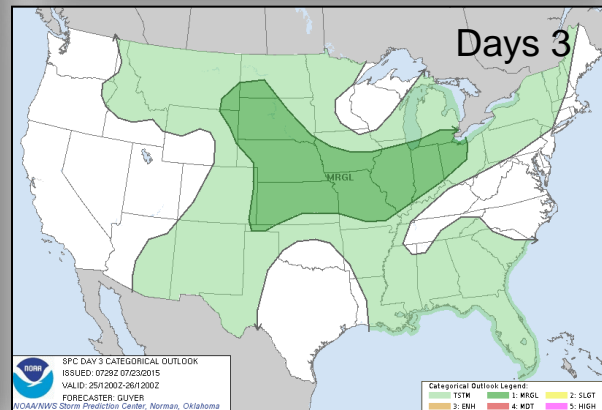 Days 3
MRGL
NOAA
SPC DAY 3 CATEGORICAL OUTLOOK
ISSUED: 0729Z 07/23/2015
VALID: 25/1200Z-26/1200Z
FORECASTER: GUYER
NOAA/NWS Storm Prediction Center, Norman, Oklahoma
Categorical Outlook Legend:
TSTM 1: MRGL 2: SLGT
3: ENH 4: MDT 5: HIGH